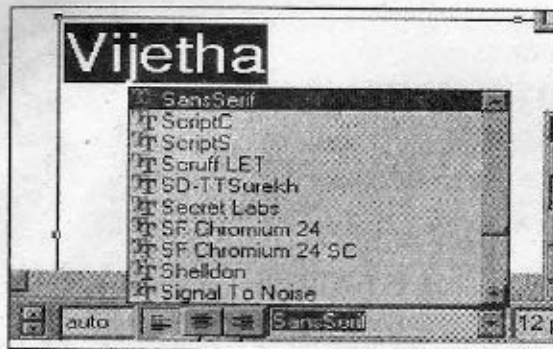 Vijetha
SansSerif
ScriptC
ScriptS
Scruff LET
SD-TTSurekh
Secret Labs
SF Chromium 24
SF Chromium 24 SC
Shelldon
Signal To Noise
auto
SansSerif
12